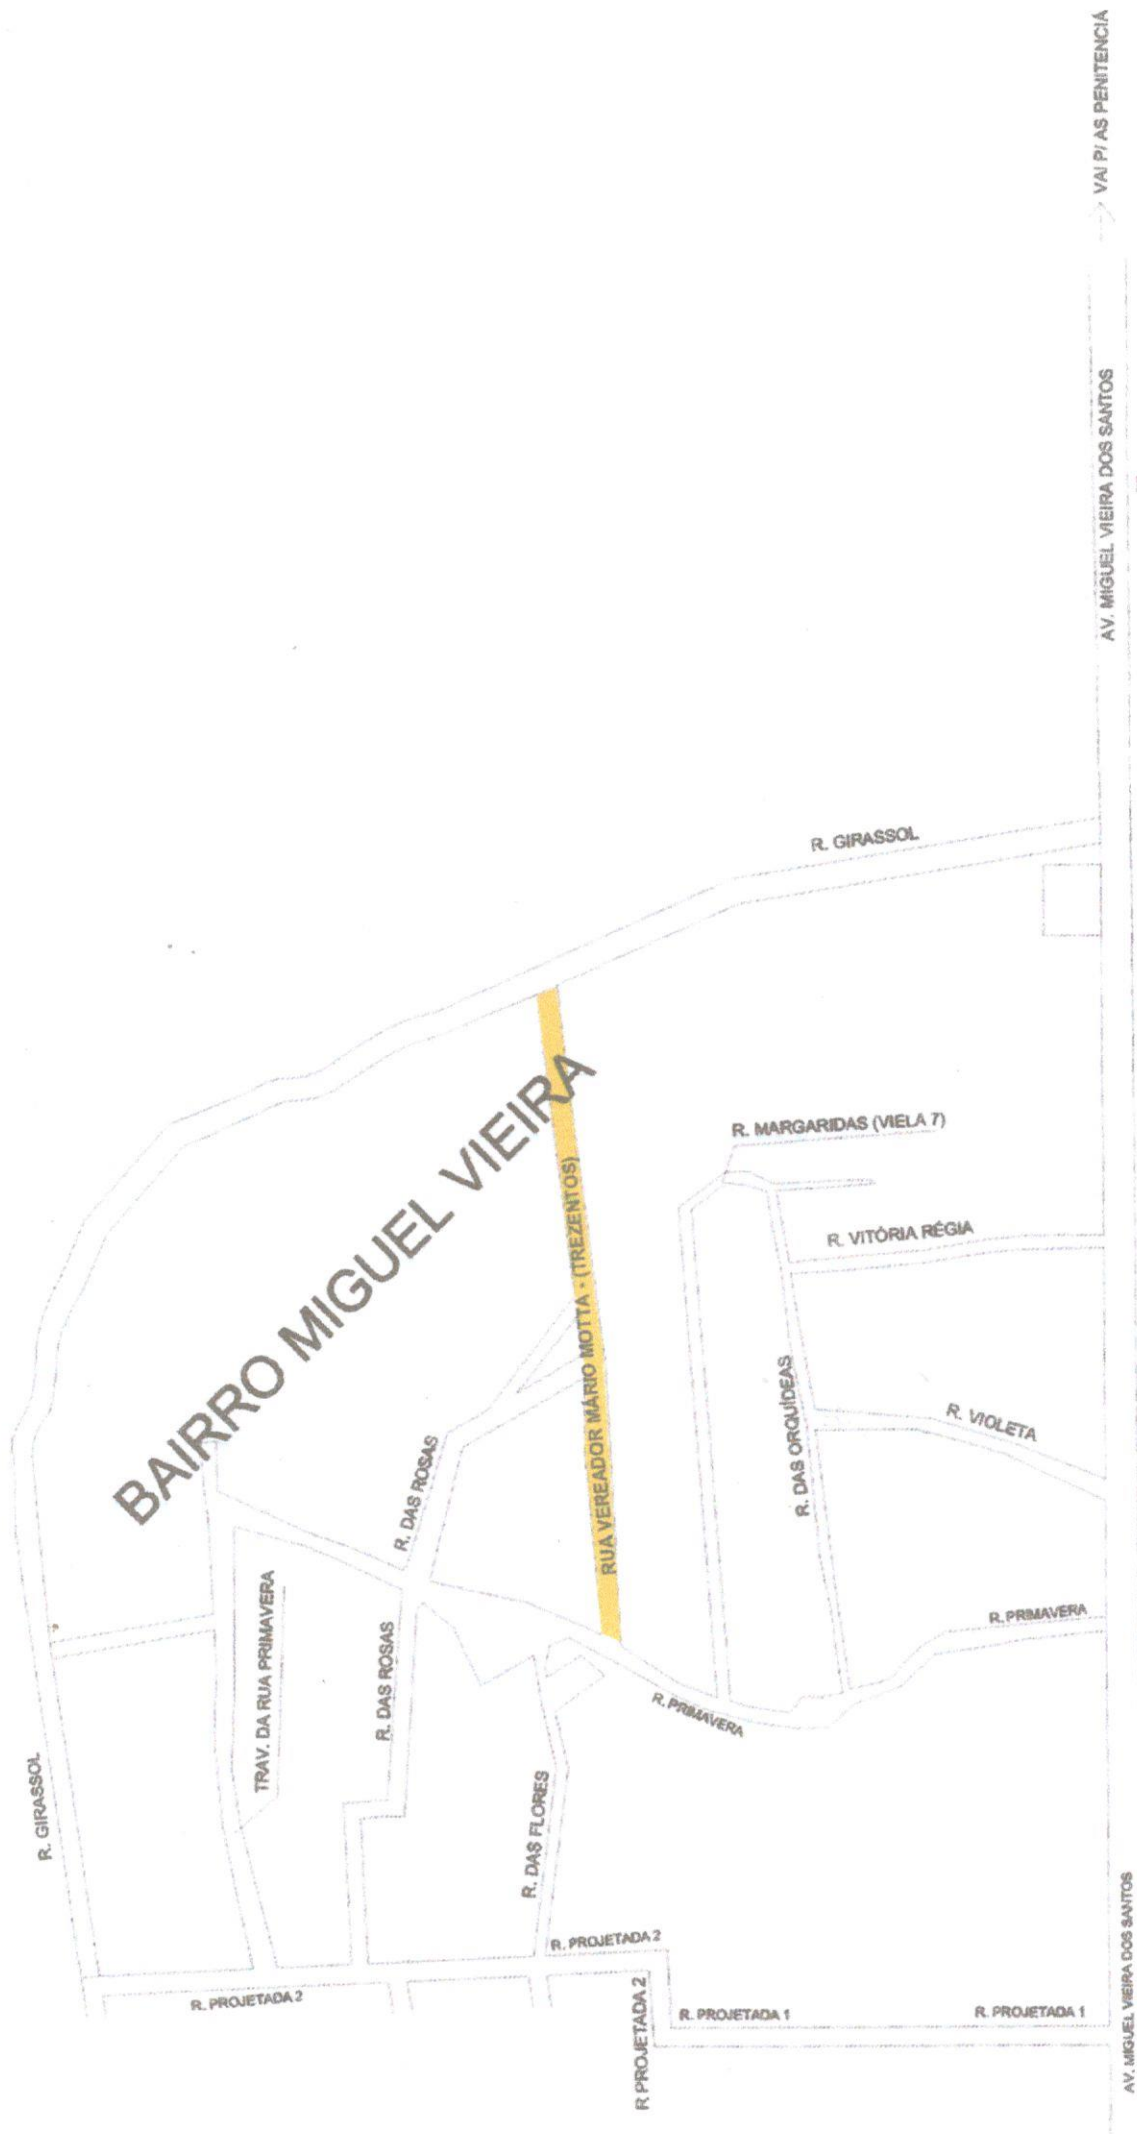 VAI P/ AS PENITENCIÁ
AV. MIGUEL VIEIRA DOS SANTOS
R. GIRASSOL
BAIRRO MIGUEL VIEIRA
R. MARGARIDAS (VIELA 7)
RUA VEREADOR MÁRIO MOTTA - (TREZENTOS)
R. VITÓRIA RÉGIA
R. DAS ORQUÍDEAS
R. VIOLETA
R. DAS ROSAS
TRAV. DA RUA PRIMAVERA
R. DAS ROSAS
R. PRIMAVERA
R. PRIMAVERA
R. GIRASSOL
R. DAS FLORES
R. PROJETADA 2
R. PROJETADA 2
R PROJETADA 2
R. PROJETADA 1
R. PROJETADA 1
AV. MIGUEL VIEIRA DOS SANTOS